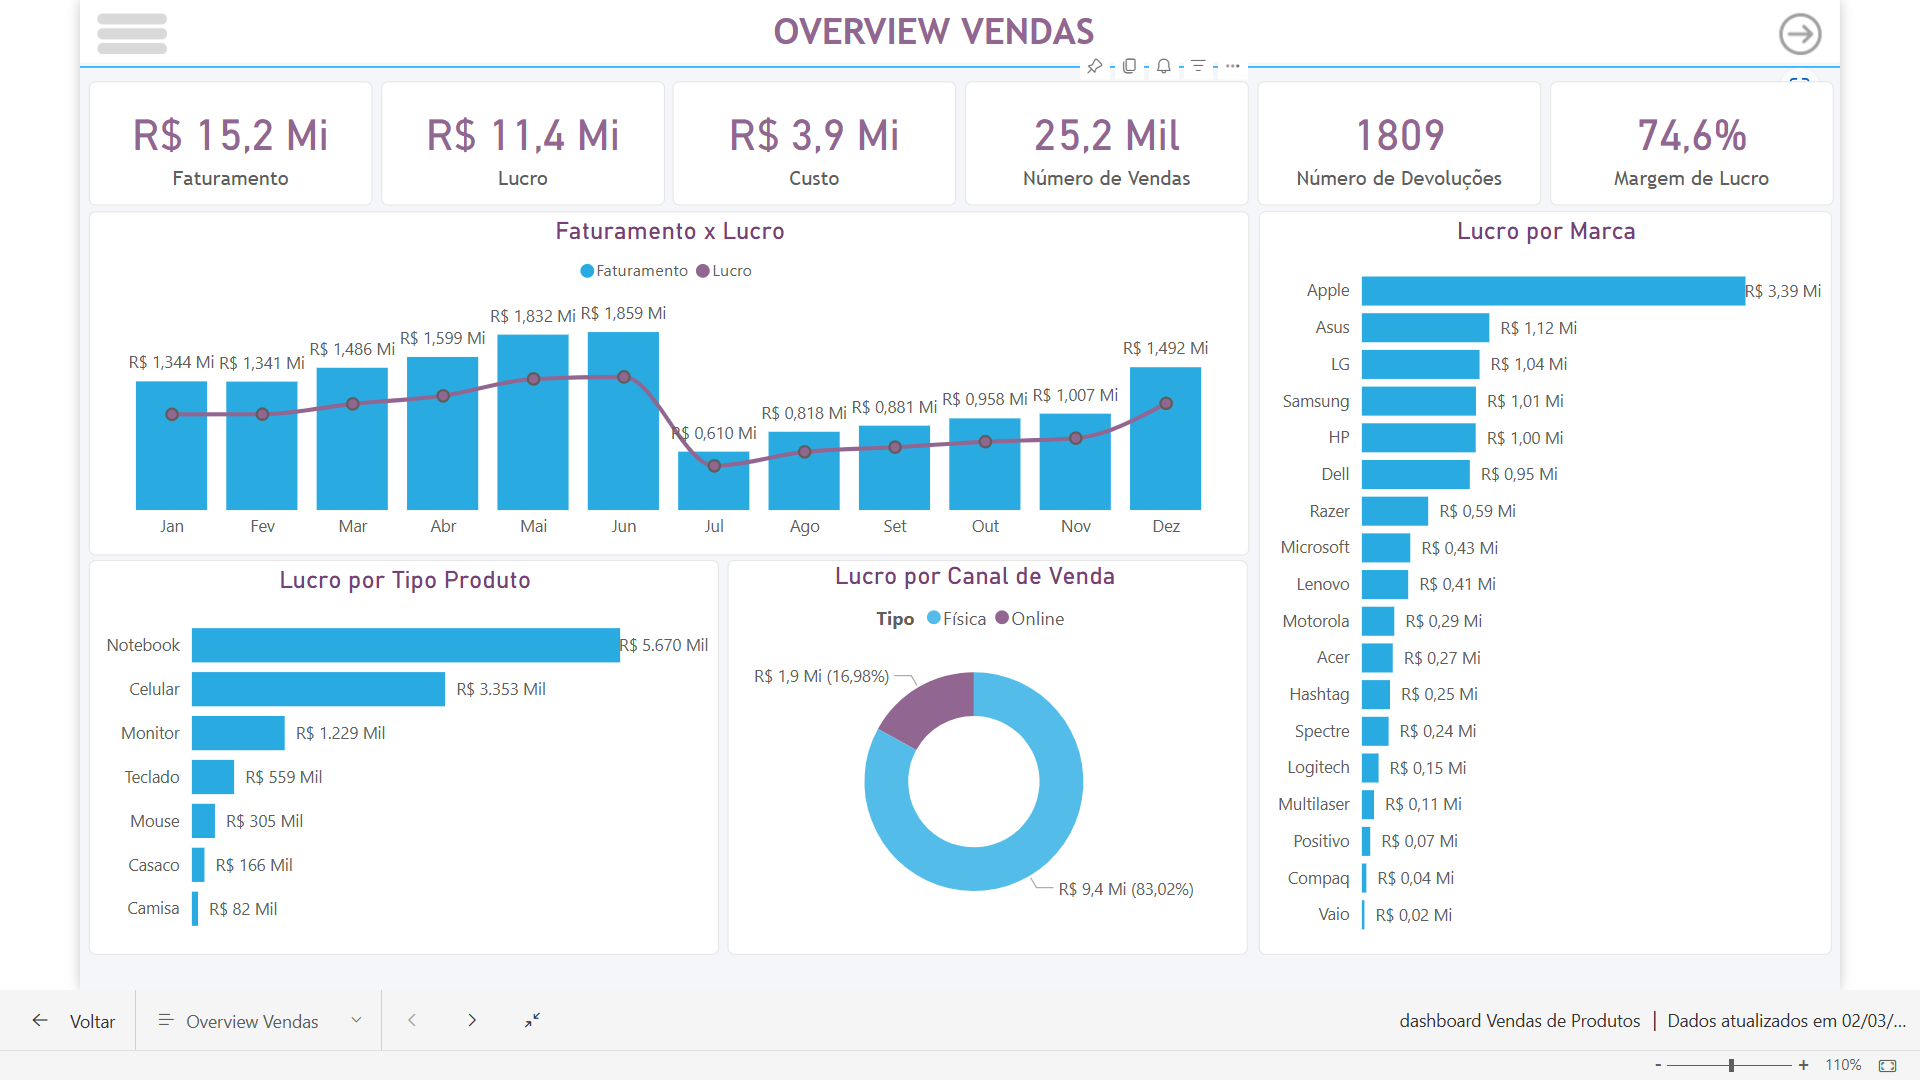 OVERVIEW VENDAS
R$ 15,2 Mi
Faturamento
R$ 11,4 Mi
Lucro
R$ 3,9 Mi
Custo
25,2 Mil
Número de Vendas
1809
Número de Devoluções
74,6%
Margem de Lucro
Faturamento x Lucro
Faturamento Lucro
R$ 1,344 Mi R$ 1,341 Mi R$ 1,486 Mi R$ 1,599 Mi R$ 1,832 Mi R$ 1,859 Mi R$ 0,610 Mi R$ 0,818 Mi R$ 0,881 Mi R$ 0,958 Mi R$ 1,007 Mi R$ 1,492 Mi
Jan Fev Mar Abr Mai Jun Jul Ago Set Out Nov Dez
Lucro por Marca
Apple R$ 3,39 Mi
Asus R$ 1,12 Mi
LG R$ 1,04 Mi
Samsung R$ 1,01 Mi
HP R$ 1,00 Mi
Dell R$ 0,95 Mi
Razer R$ 0,59 Mi
Microsoft R$ 0,43 Mi
Lenovo R$ 0,41 Mi
Motorola R$ 0,29 Mi
Acer R$ 0,27 Mi
Hashtag R$ 0,25 Mi
Spectre R$ 0,24 Mi
Logitech R$ 0,15 Mi
Multilaser R$ 0,11 Mi
Positivo R$ 0,07 Mi
Compaq R$ 0,04 Mi
Vaio R$ 0,02 Mi
Lucro por Tipo Produto
Notebook R$ 5.670 Mil
Celular R$ 3.353 Mil
Monitor R$ 1.229 Mil
Teclado R$ 559 Mil
Mouse R$ 305 Mil
Casaco R$ 166 Mil
Camisa R$ 82 Mil
Lucro por Canal de Venda
Tipo Física Online
R$ 1,9 Mi (16,98%)
R$ 9,4 Mi (83,02%)
Voltar
Overview Vendas
dashboard Vendas de Produtos | Dados atualizados em 02/03/...
- + 110%